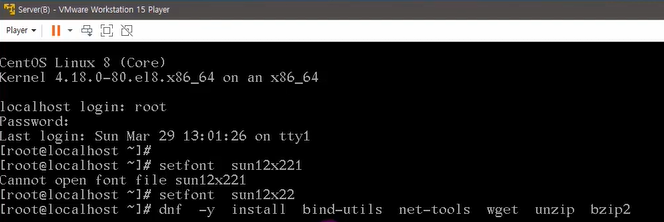 Server(B) - VMware Workstation 15 Player
Player
CentOS Linux 8 (Core)
Kernel 4.18.0-80.el8.x86_64 on an x86_64
localhost login: root
Password:
Last login: Sun Mar 29 13:01:26 on tty1
[root@localhost ~]#
[root@localhost ~]# setfont  sun12x221
Cannot open font file sun12x221
[root@localhost ~]# setfont  sun12x22
[root@localhost ~]# dnf  -y  install  bind-utils  net-tools  wget  unzip  bzip2